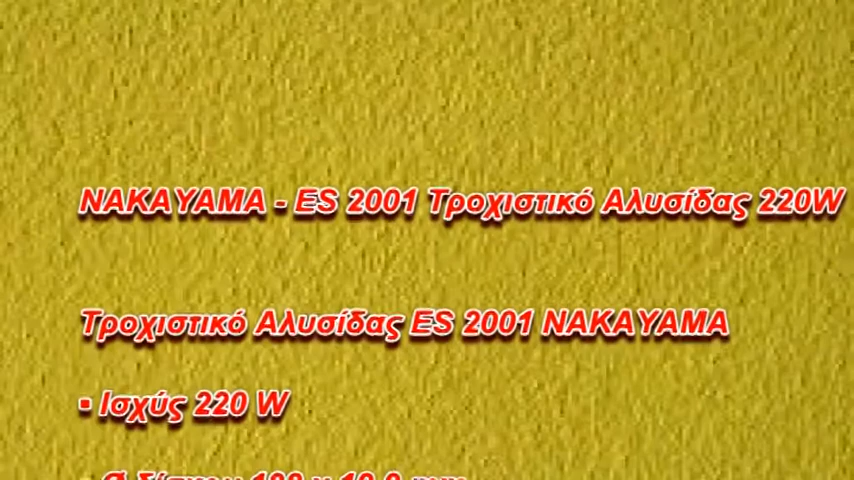 NAKAYAMA - ES 2001 Τροχιστικό Αλυσίδας 220W
Τροχιστικό Αλυσίδας ES 2001 NAKAYAMA
▪ Ισχύς 220 W